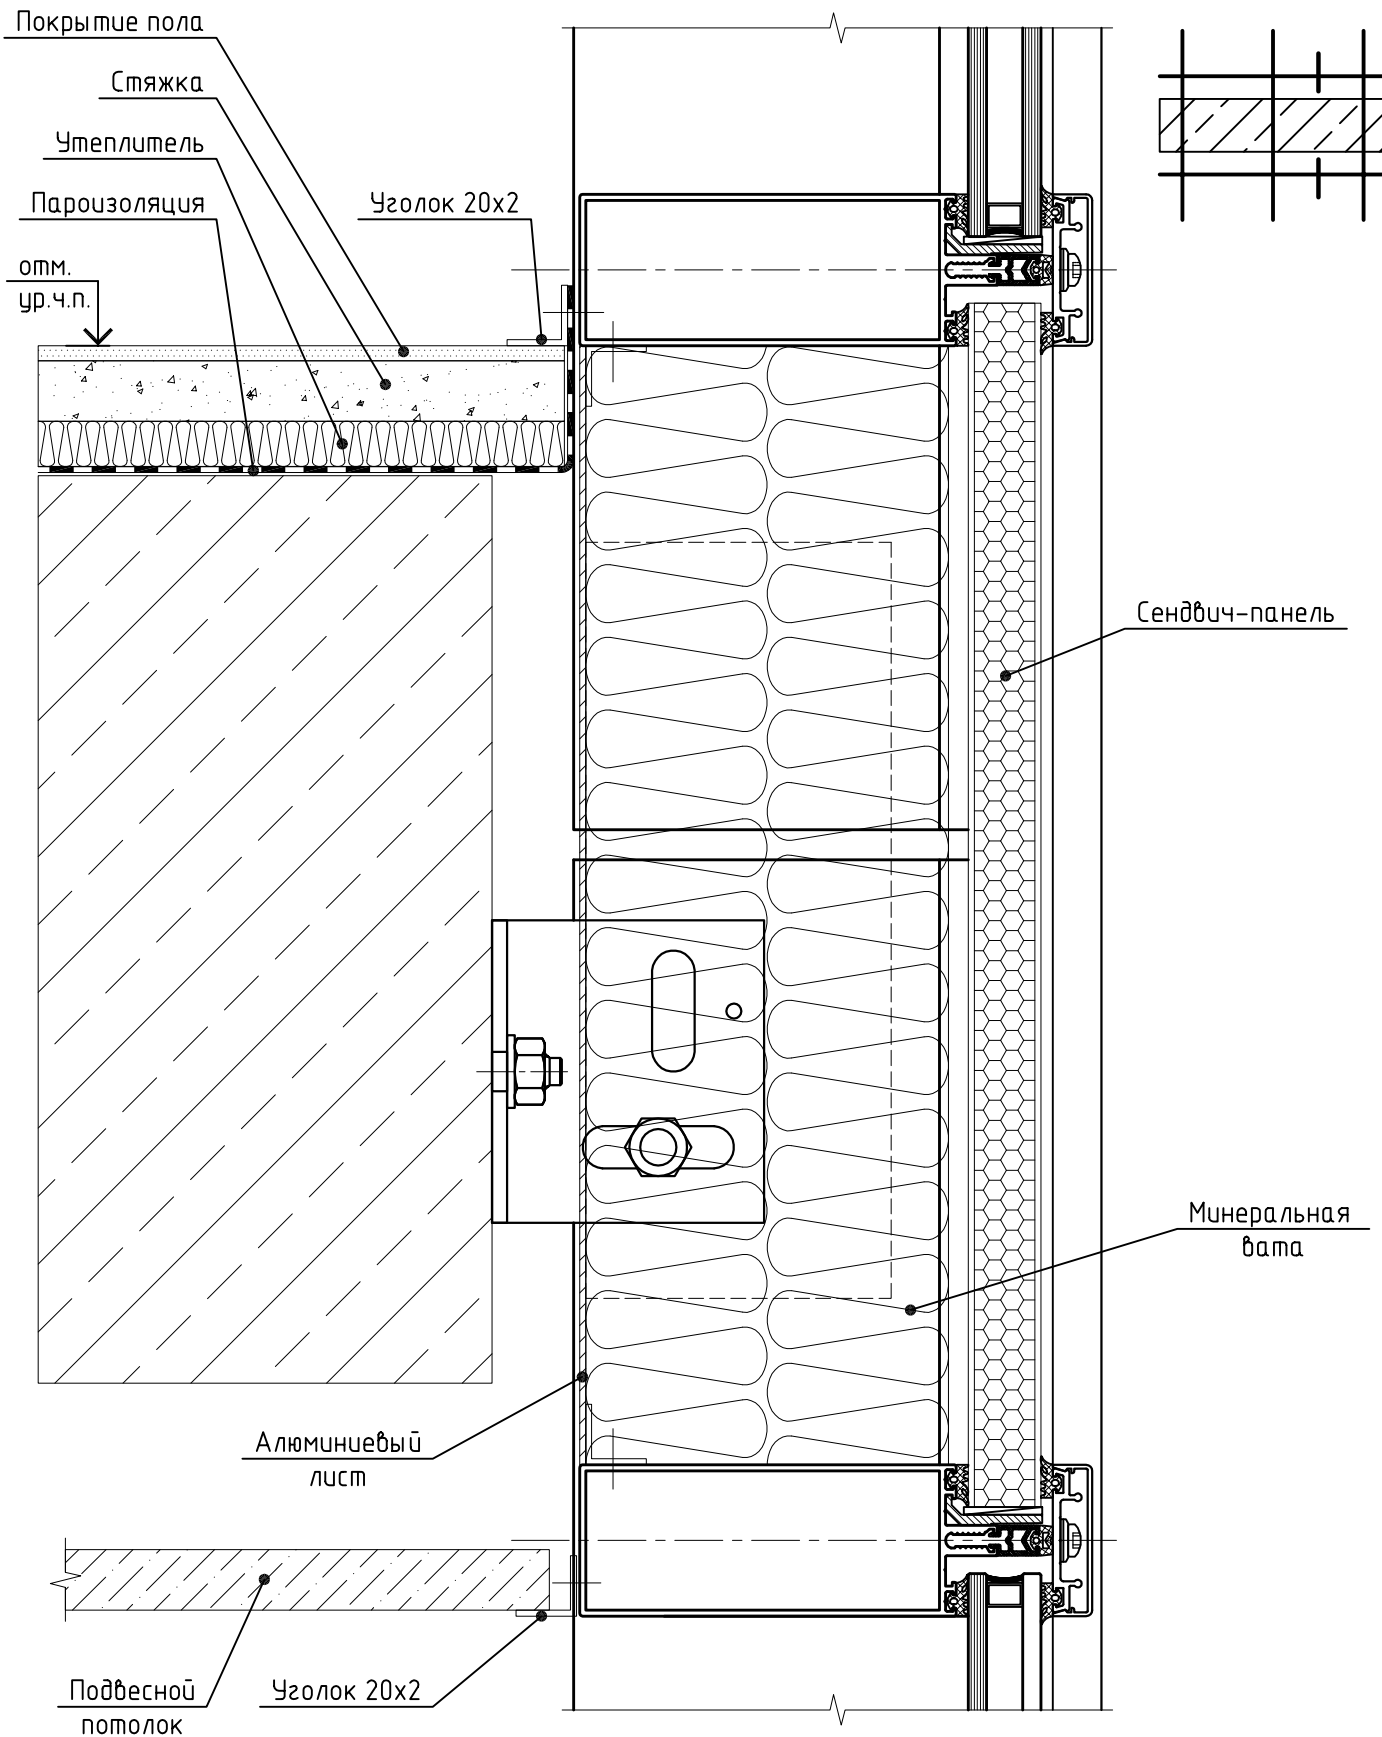 Покрытие пола
Стяжка
Утеплитель
Пароизоляция
Уголок 20х2
отм.
ур.ч.п.
Сендвич-панель
Минеральная
вата
Алюминиевый
лист
Подвесной
потолок
Уголок 20х2